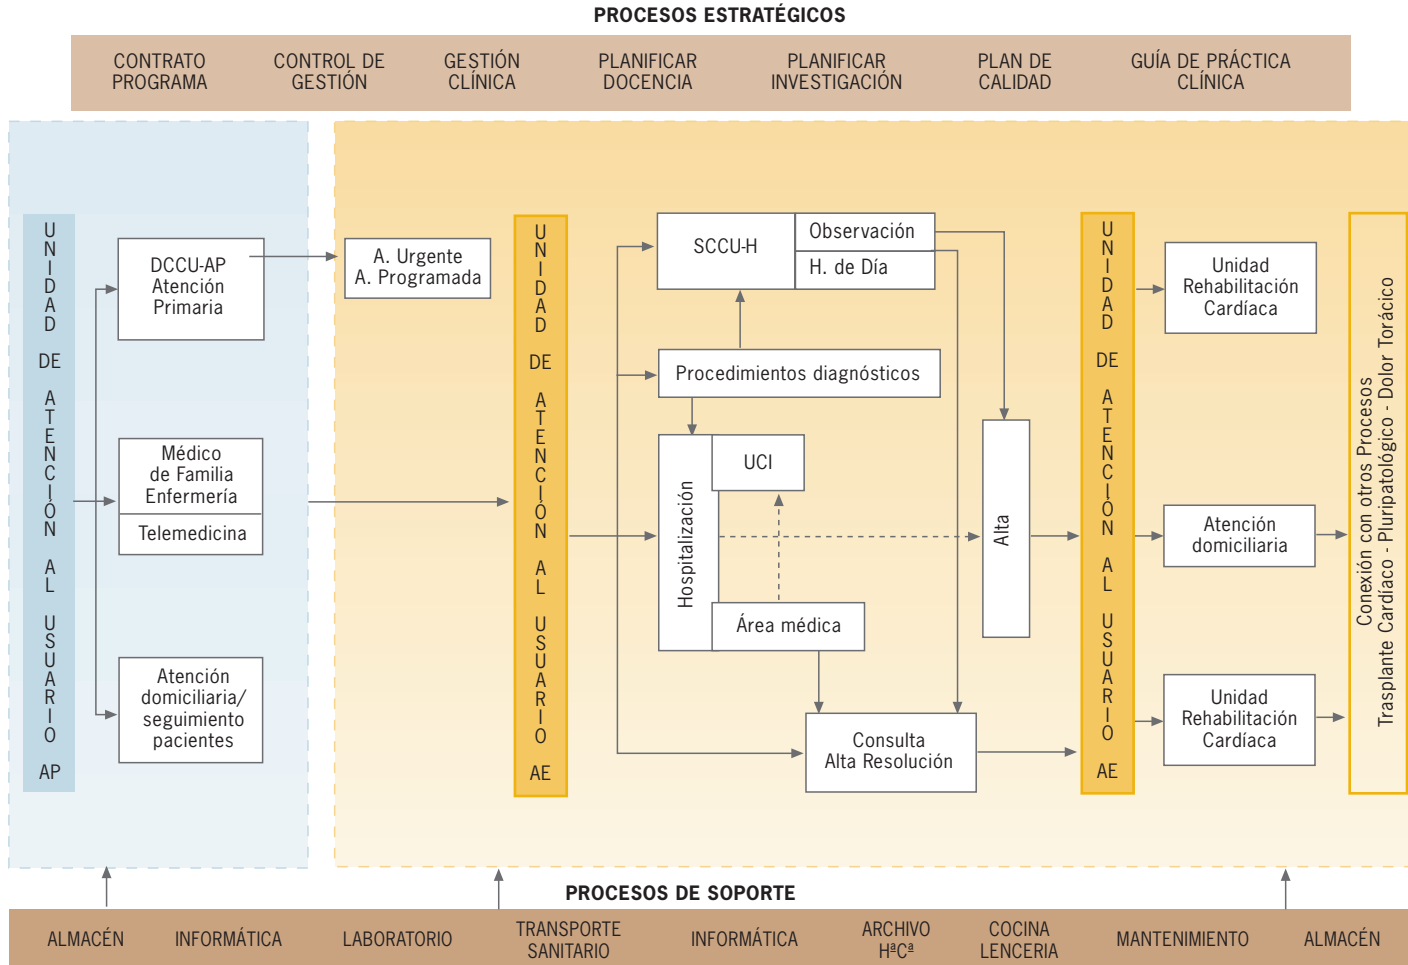 PROCESOS ESTRATÉGICOS
CONTRATO
PROGRAMA
CONTROL DE
GESTIÓN
GESTIÓN
CLÍNICA
PLANIFICAR
DOCENCIA
PLANIFICAR
INVESTIGACIÓN
PLAN DE
CALIDAD
GUÍA DE PRÁCTICA
CLÍNICA
UNIDAD DE ATENCIÓN AL USUARIO AP
DCCU-AP
Atención
Primaria
Médico
de Familia
Enfermería
Telemedicina
Atención
domiciliaria/
seguimiento
pacientes
A. Urgente
A. Programada
UNIDAD DE ATENCIÓN AL USUARIO AE
SCCU-H
Observación
H. de Día
Procedimientos diagnósticos
Hospitalización
UCI
Área médica
Consulta
Alta Resolución
Alta
UNIDAD DE ATENCIÓN AL USUARIO AE
Unidad
Rehabilitación
Cardíaca
Atención
domiciliaria
Unidad
Rehabilitación
Cardíaca
Conexión con otros Procesos
Trasplante Cardíaco - Pluripatológico - Dolor Torácico
PROCESOS DE SOPORTE
ALMACÉN
INFORMÁTICA
LABORATORIO
TRANSPORTE
SANITARIO
INFORMÁTICA
ARCHIVO
HªCª
COCINA
LENCERIA
MANTENIMIENTO
ALMACÉN